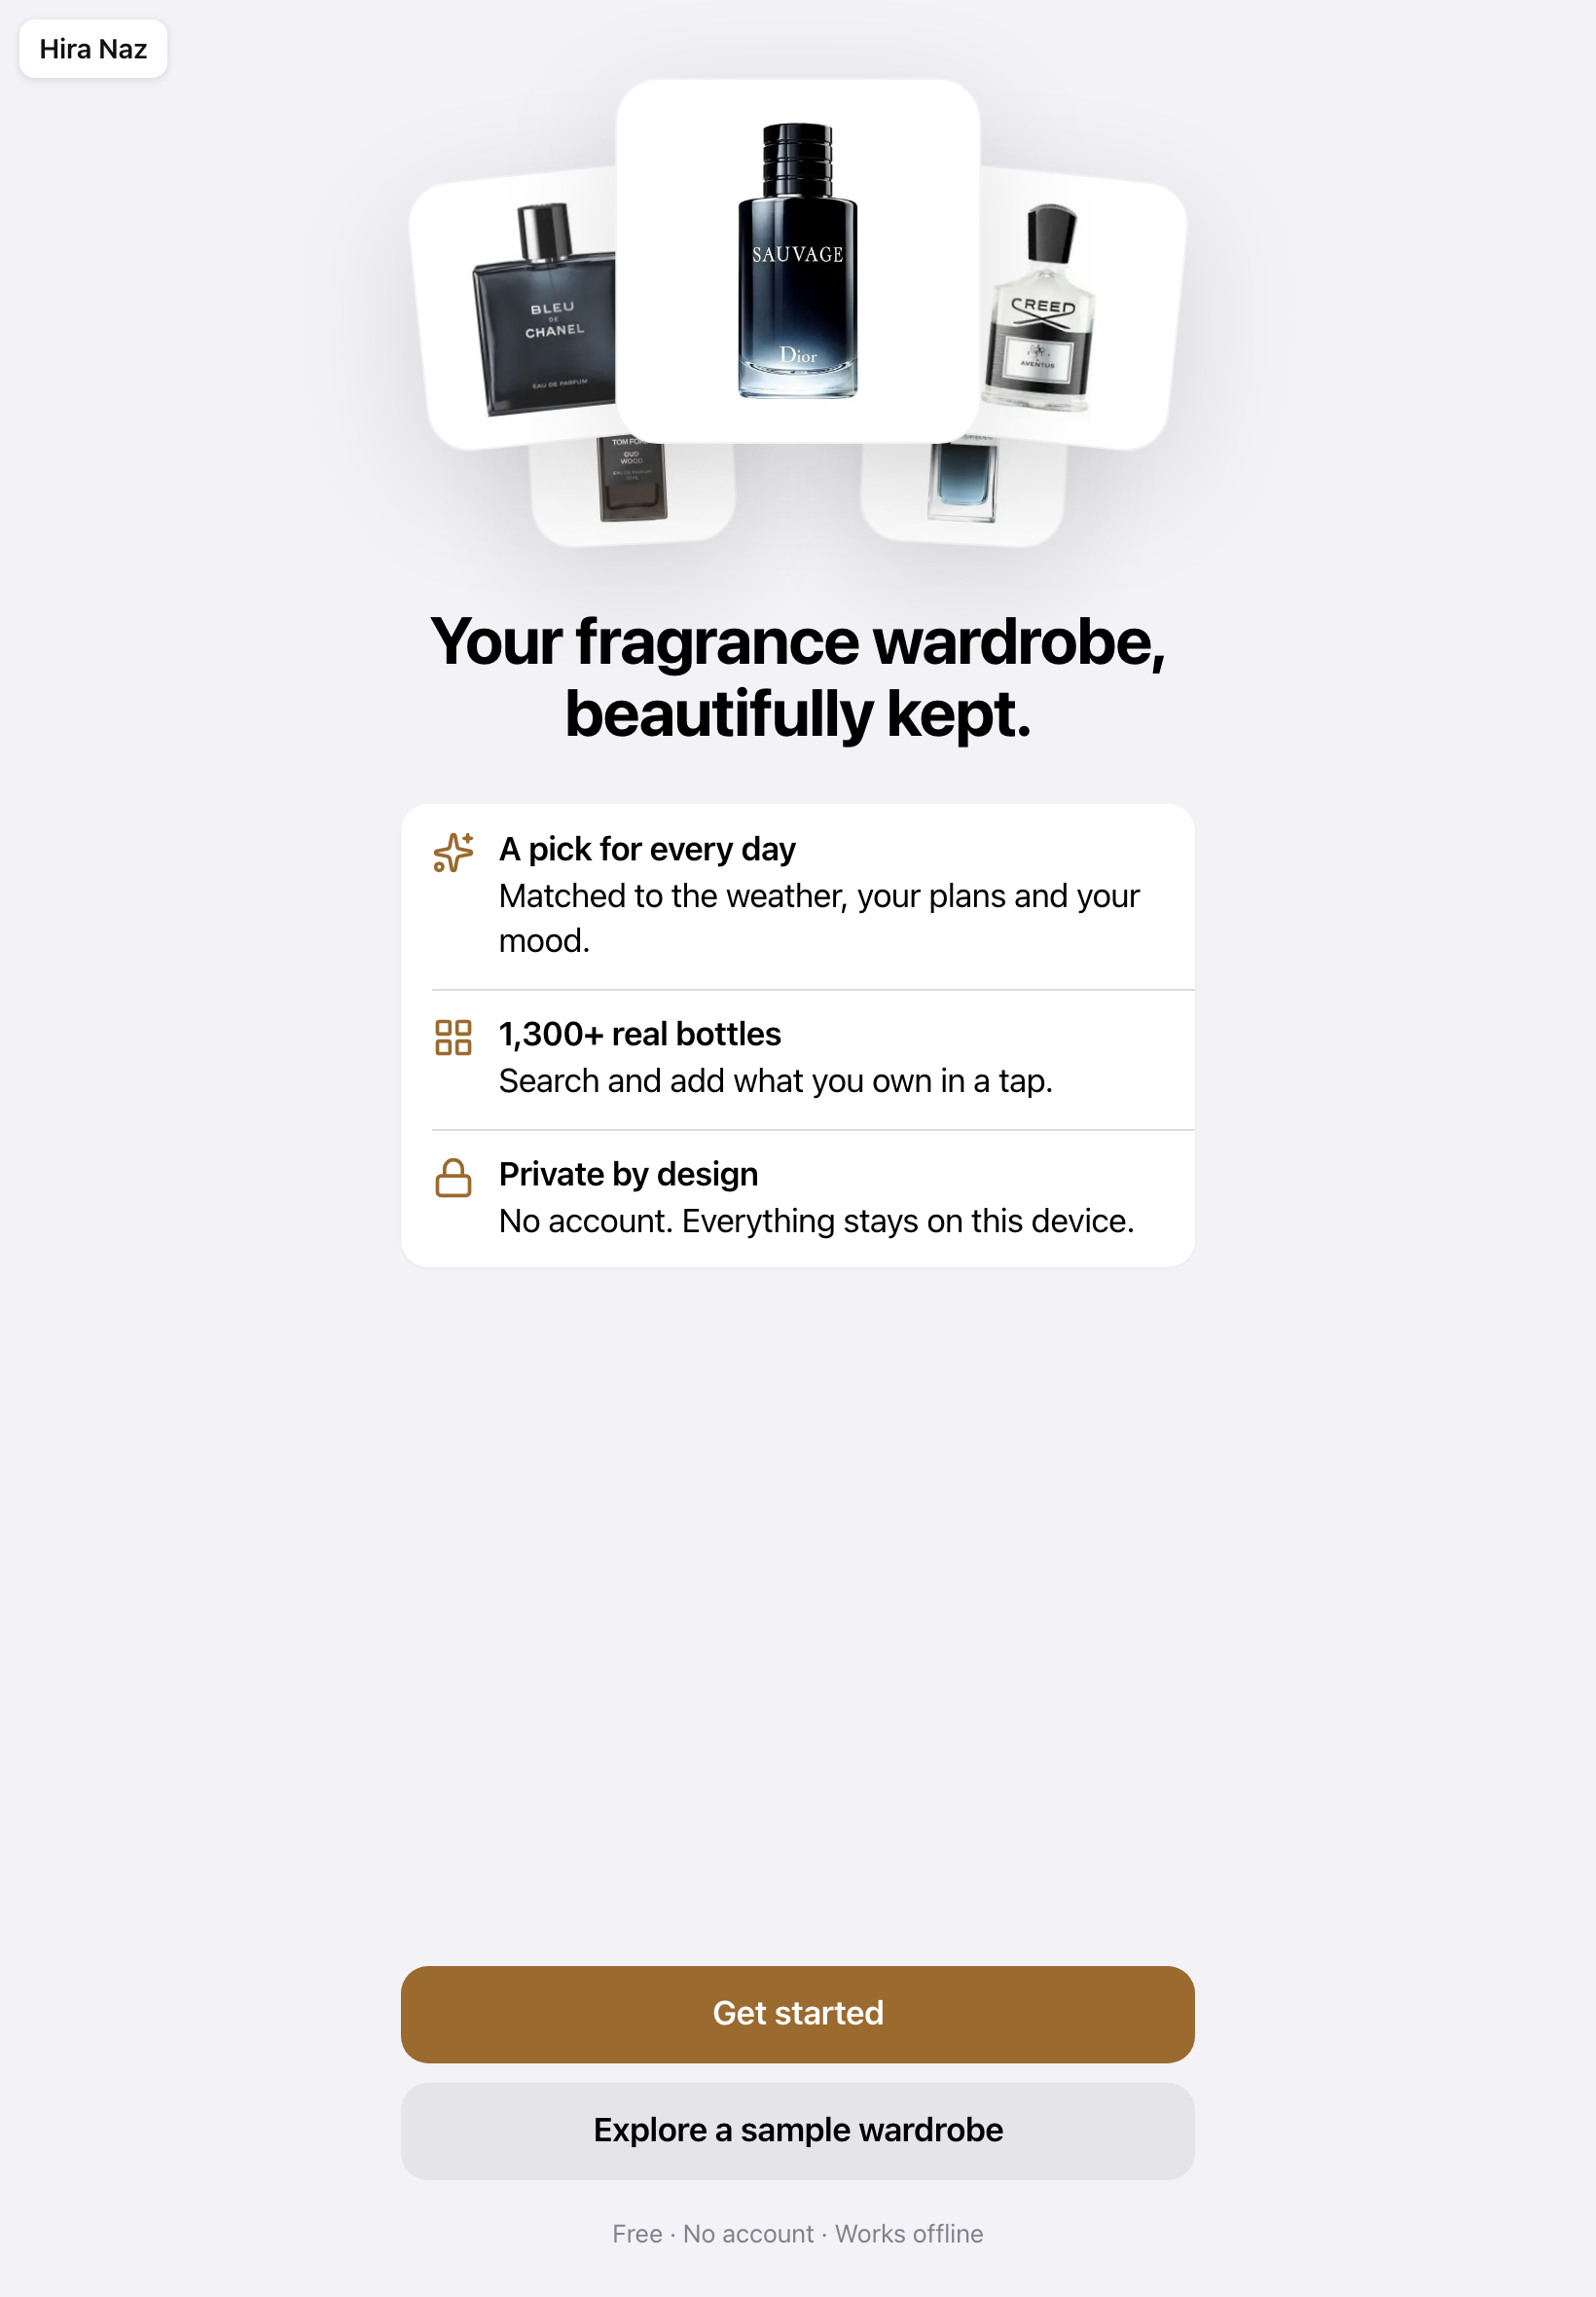 Hira Naz
SAUVAGE
Dior
BLEU
DE
CHANEL
EAU DE PARFUM
CREED
AVENTUS
OUD
WOOD
Your fragrance wardrobe,
beautifully kept.
A pick for every day
Matched to the weather, your plans and your
mood.
1,300+ real bottles
Search and add what you own in a tap.
Private by design
No account. Everything stays on this device.
Get started
Explore a sample wardrobe
Free · No account · Works offline